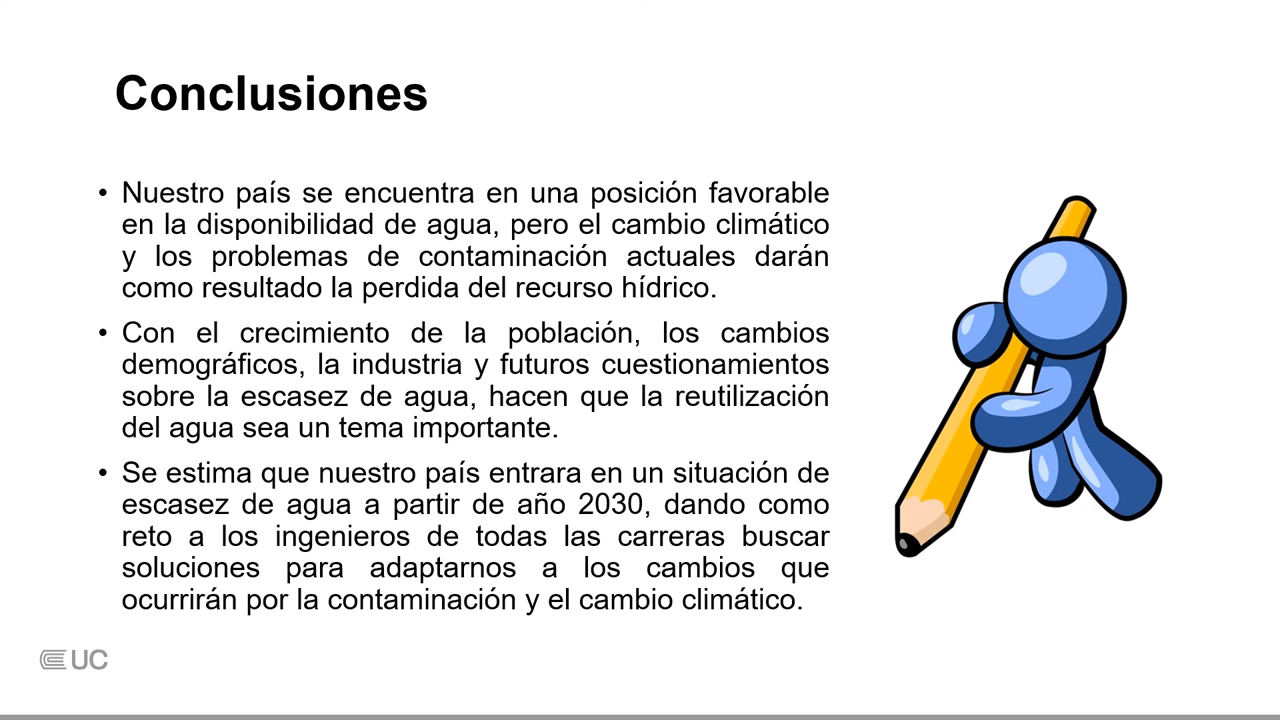 Conclusiones
• Nuestro país se encuentra en una posición favorable
en la disponibilidad de agua, pero el cambio climático
y los problemas de contaminación actuales darán
como resultado la perdida del recurso hídrico.
• Con el crecimiento de la población, los cambios
demográficos, la industria y futuros cuestionamientos
sobre la escasez de agua, hacen que la reutilización
del agua sea un tema importante.
• Se estima que nuestro país entrara en un situación de
escasez de agua a partir de año 2030, dando como
reto a los ingenieros de todas las carreras buscar
soluciones para adaptarnos a los cambios que
ocurrirán por la contaminación y el cambio climático.
UC